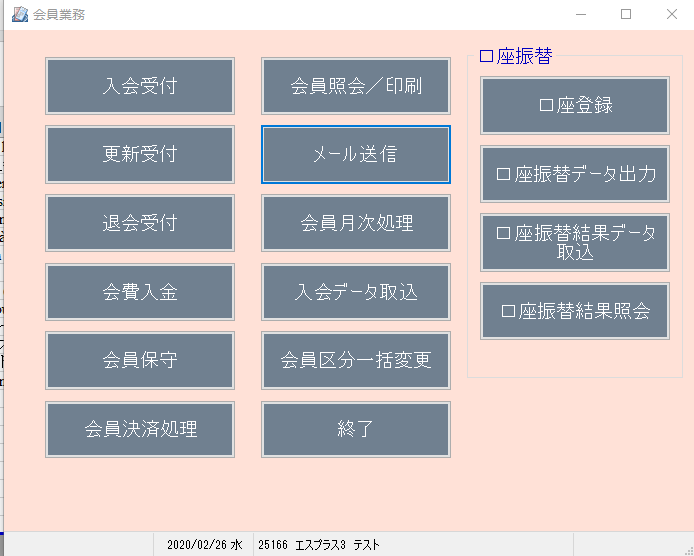 会員業務
入会受付
更新受付
退会受付
会費入金
会員保守
会員決済処理
会員照会／印刷
メール送信
会員月次処理
入会データ取込
会員区分一括変更
終了
口座振替
口座登録
口座振替データ出力
口座振替結果データ
取込
口座振替結果照会
2020/02/26 水
25166 エスプラス3 テスト